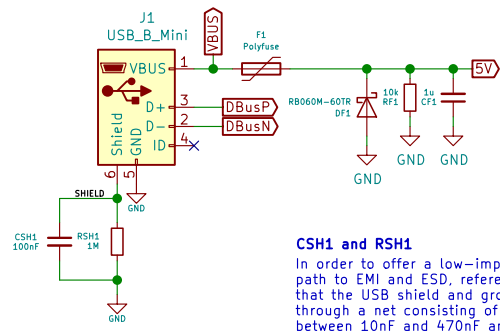 J1
USB_B_Mini
VBUS
1
VBUS
F1
Polyfuse
5V
D+
3
DBusP
D-
2
DBusN
ID
4
Shield
GND
6
5
RB060M-60TR
DF1
10k
RF1
1u
CF1
GND
GND
GND
SHIELD
GND
CSH1
100nF
RSH1
1M
GND
CSH1 and RSH1
In order to offer a low-imp
path to EMI and ESD, refere
that the USB shield and gro
through a net consisting of
between 10nF and 470nF an